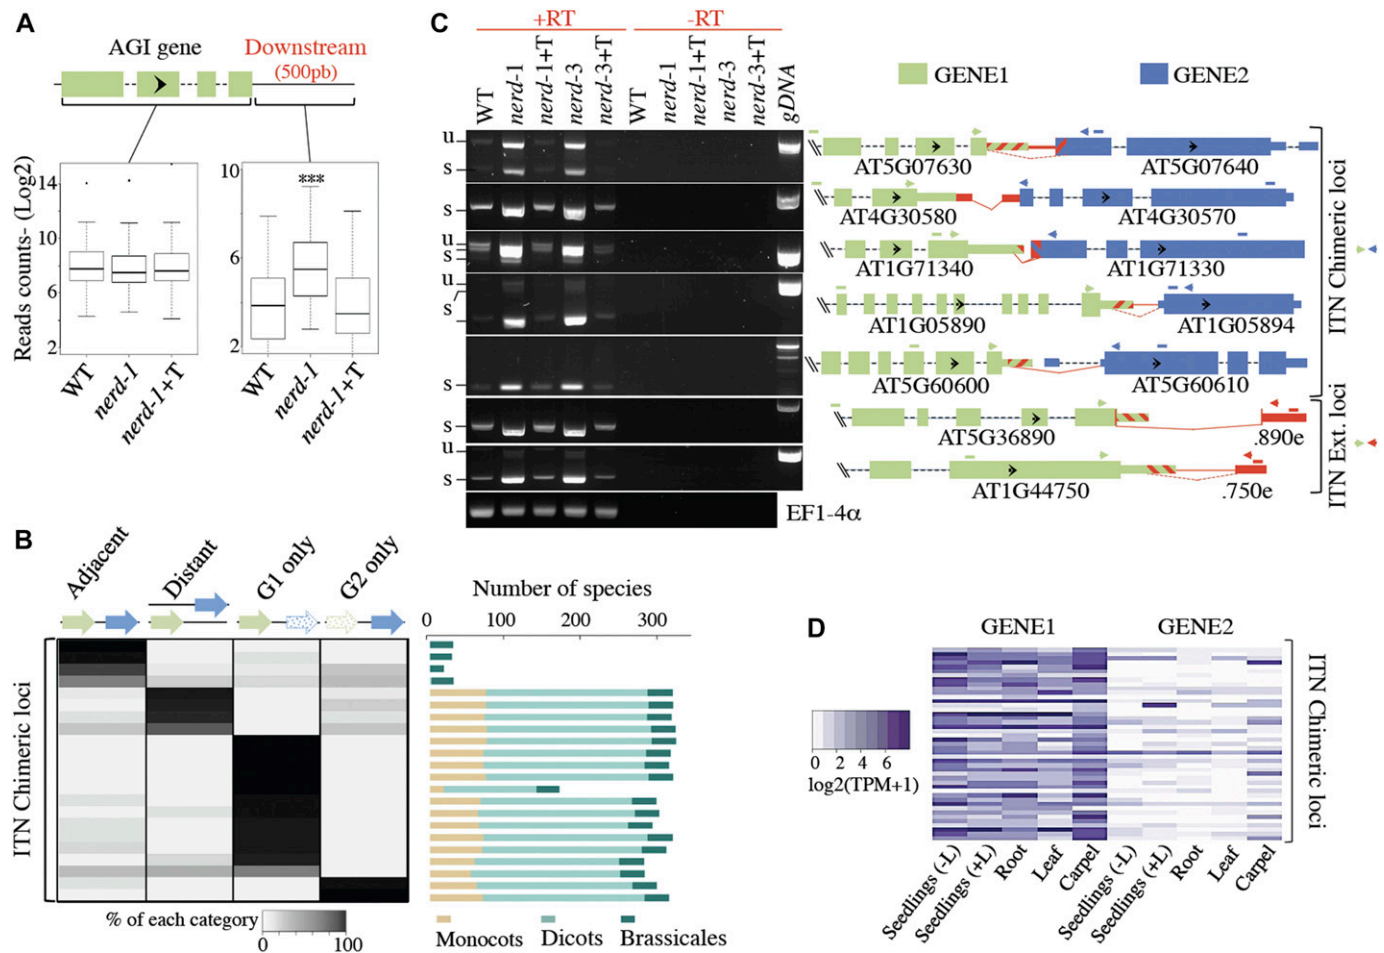 A
AGI gene
Downstream
(500pb)
Reads counts- (Log2)
14
10
6
2
WT
nerd-1
nerd-1+T
10
6
2
***
WT
nerd-1
nerd-1+T
B
Adjacent
Distant
G1 only
G2 only
ITN Chimeric loci
% of each category
0
100
Number of species
0
100
200
300
Monocots
Dicots
Brassicales
C
+RT
-RT
WT
nerd-1
nerd-1+T
nerd-3
nerd-3+T
WT
nerd-1
nerd-1+T
nerd-3
nerd-3+T
gDNA
u
s
s
u
s
u
s
s
s
u
s
EF1-4α
GENE1
GENE2
AT5G07630
AT5G07640
AT4G30580
AT4G30570
AT1G71340
AT1G71330
AT1G05890
AT1G05894
AT5G60600
AT5G60610
AT5G36890
.890e
AT1G44750
.750e
ITN Chimeric loci
ITN Ext. loci
D
GENE1
GENE2
0 2 4 6
log2(TPM+1)
Seedlings (-L)
Seedlings (+L)
Root
Leaf
Carpel
Seedlings (-L)
Seedlings (+L)
Root
Leaf
Carpel
ITN Chimeric loci